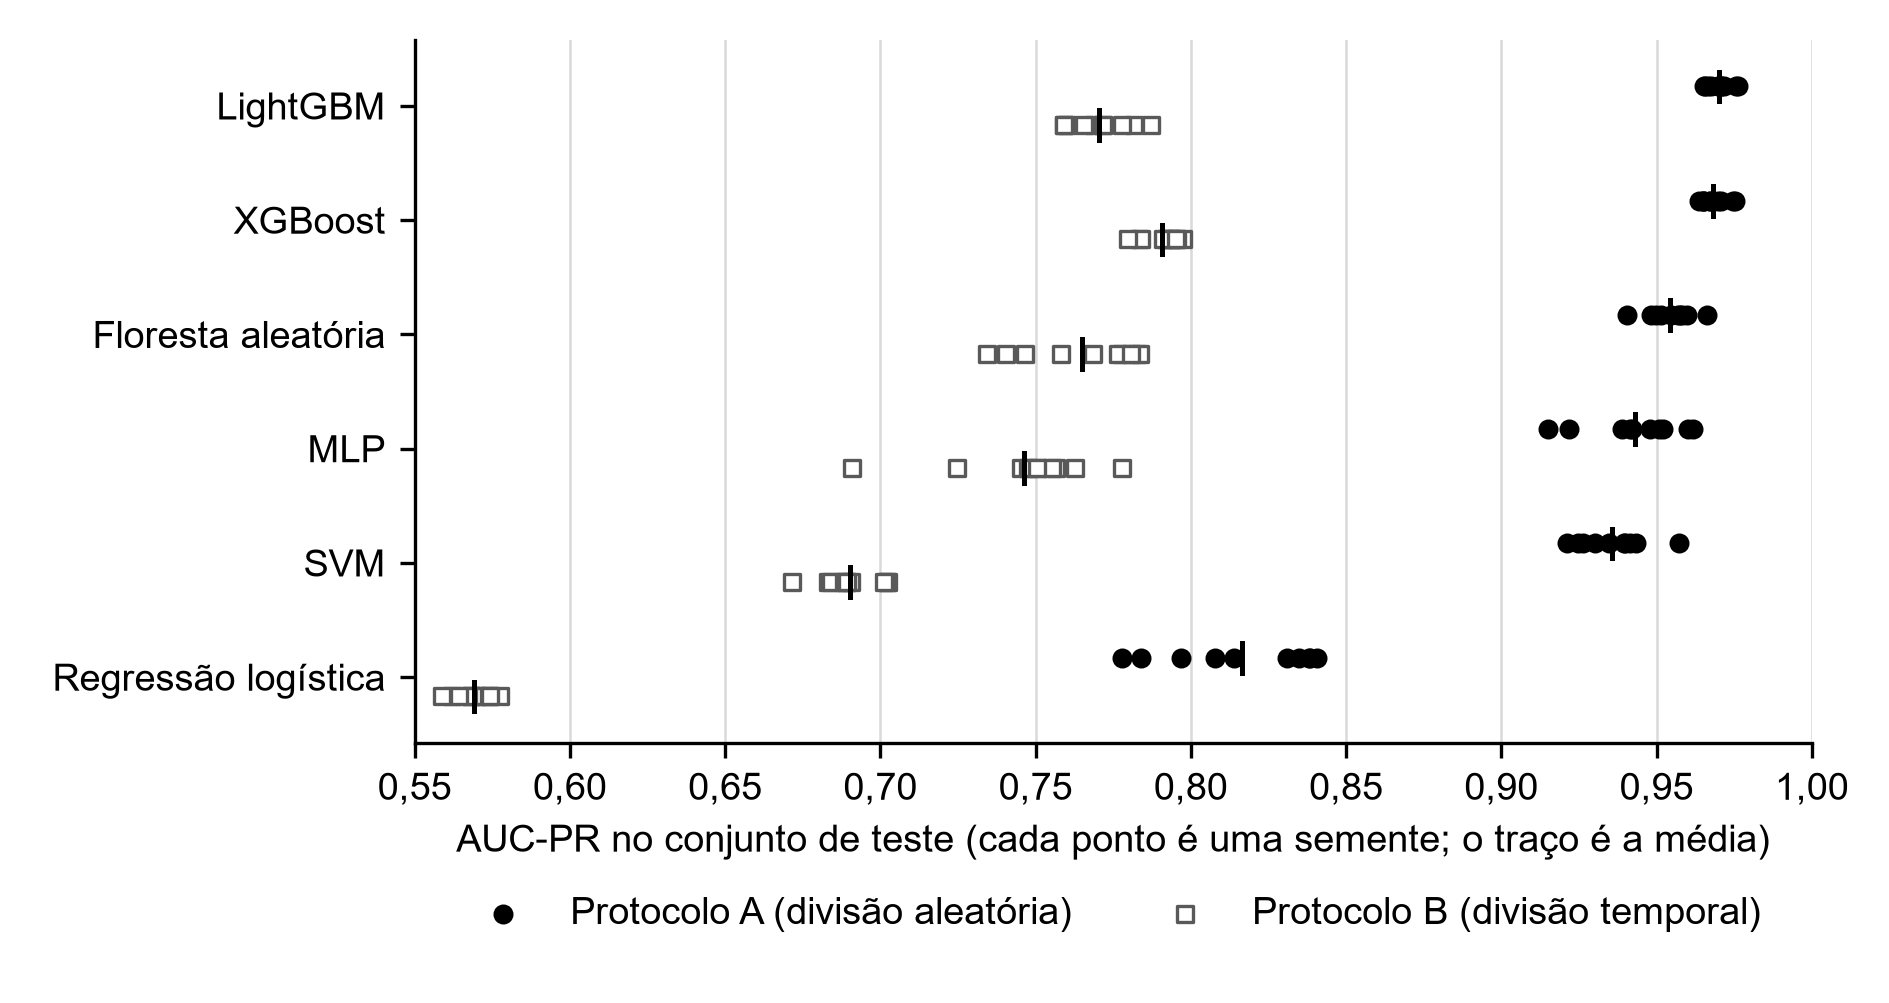 LightGBM
XGBoost
Floresta aleatória
MLP
SVM
Regressão logística
0,55 0,60 0,65 0,70 0,75 0,80 0,85 0,90 0,95 1,00
AUC-PR no conjunto de teste (cada ponto é uma semente; o traço é a média)
Protocolo A (divisão aleatória) Protocolo B (divisão temporal)